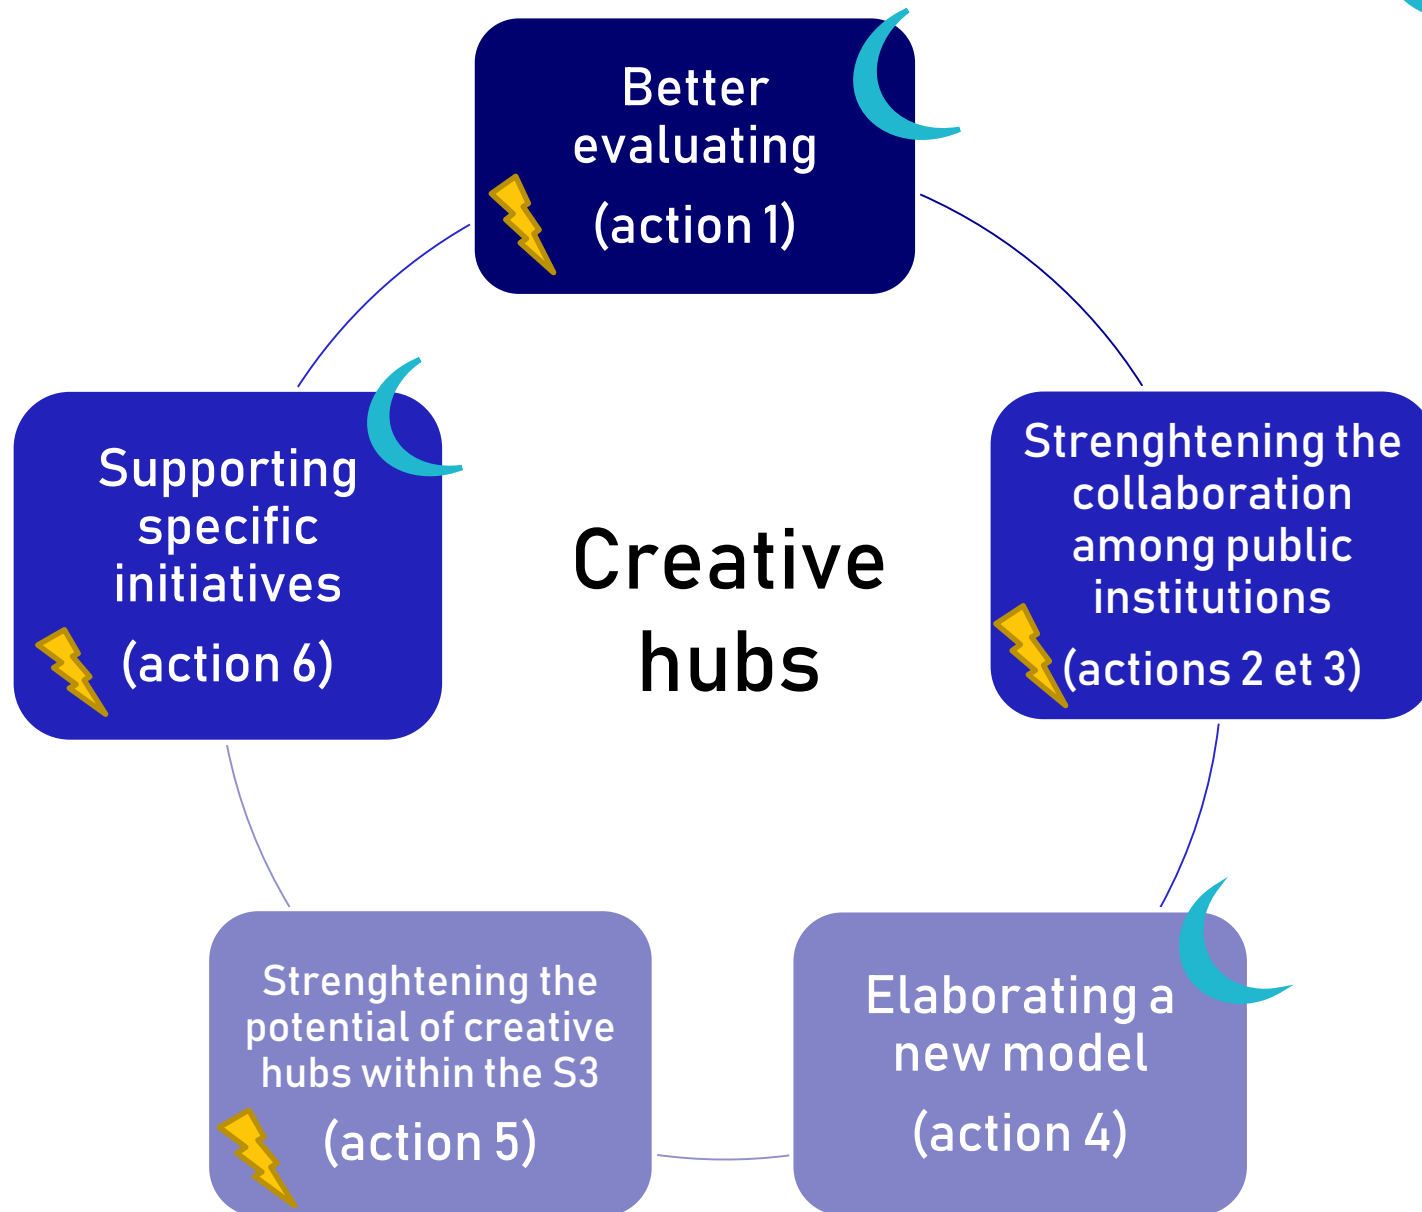 Better
evaluating
(action 1)
Strenghtening the
collaboration
among public
institutions
(actions 2 et 3)
Elaborating a
new model
(action 4)
Strenghtening the
potential of creative
hubs within the S3
(action 5)
Supporting
specific
initiatives
(action 6)
Creative
hubs